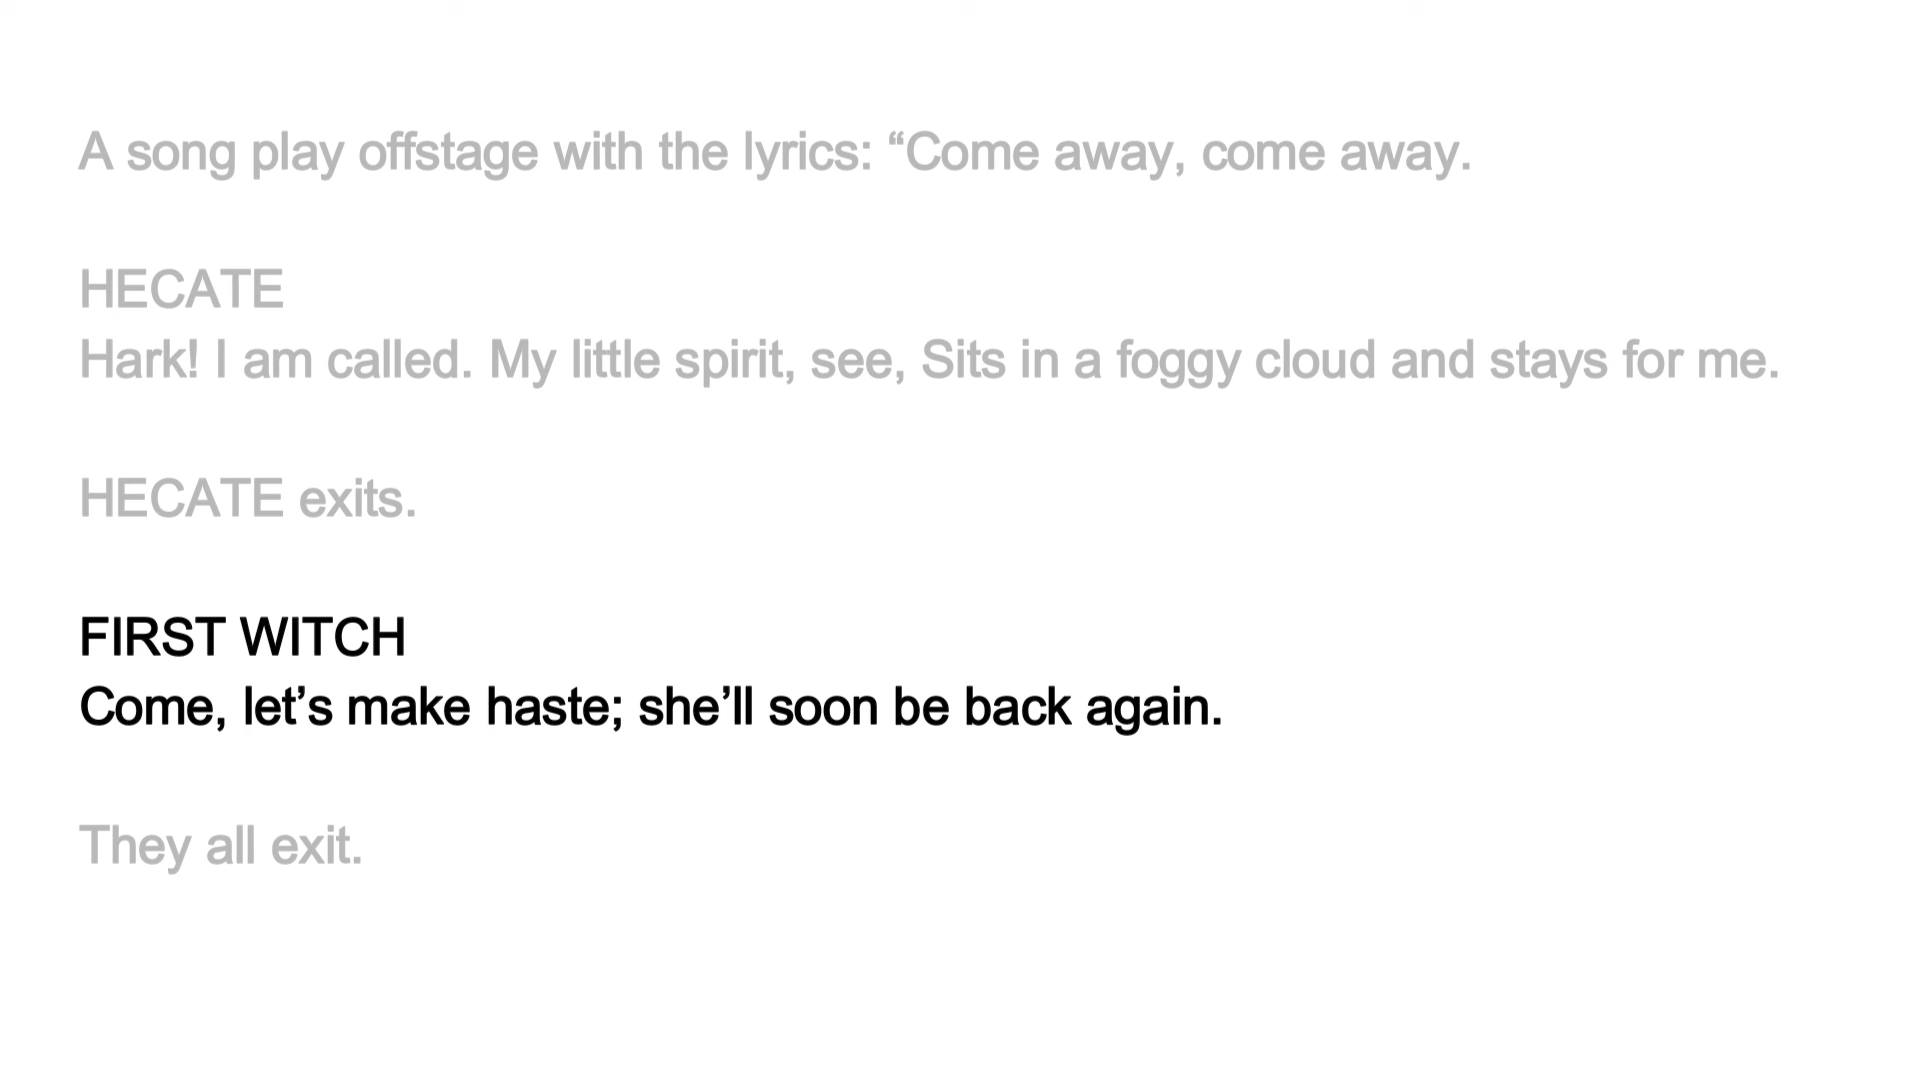 A song play offstage with the lyrics: “Come away, come away.
HECATE
Hark! I am called. My little spirit, see, Sits in a foggy cloud and stays for me.
HECATE exits.
FIRST WITCH
Come, let’s make haste; she’ll soon be back again.
They all exit.